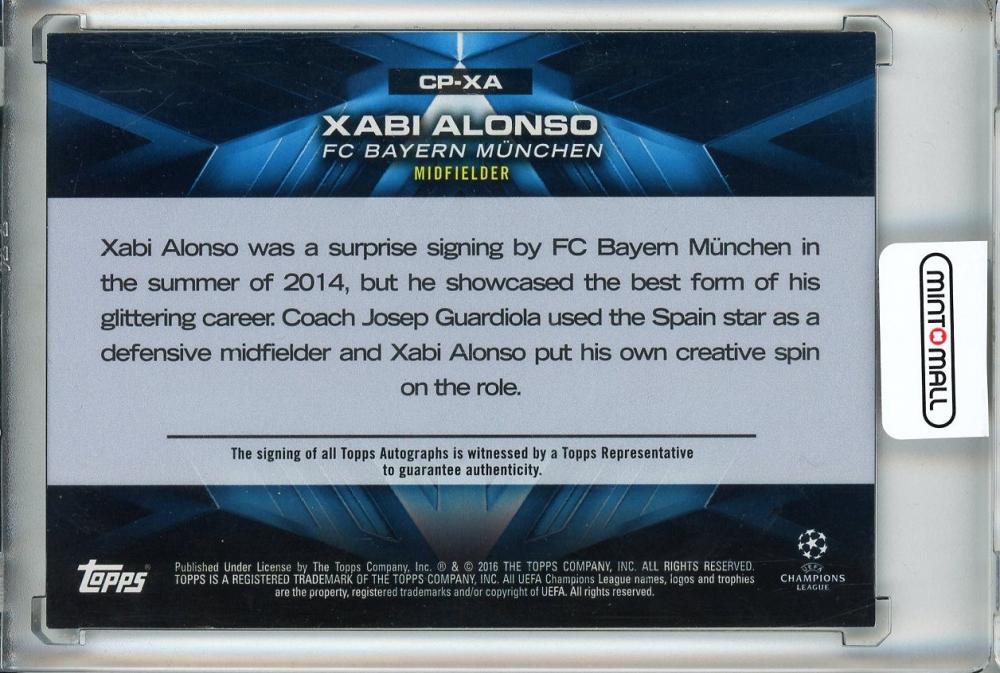 CP-XA
XABI ALONSO
FC BAYERN MÜNCHEN
MIDFIELDER
Xabi Alonso was a surprise signing by FC Bayern München in
the summer of 2014, but he showcased the best form of his
glittering career. Coach Josep Guardiola used the Spain star as a
defensive midfielder and Xabi Alonso put his own creative spin
on the role.
The signing of all Topps Autographs is witnessed by a Topps Representative
to guarantee authenticity.
topps®
Published Under License by The Topps Company, Inc. ® & © 2016 THE TOPPS COMPANY, INC. ALL RIGHTS RESERVED.
TOPPS IS A REGISTERED TRADEMARK OF THE TOPPS COMPANY, INC. All UEFA Champions League names, logos and trophies
are the property, registered trademarks and/or copyright of UEFA. All rights reserved.
UEFA
CHAMPIONS
LEAGUE
MINT MALL